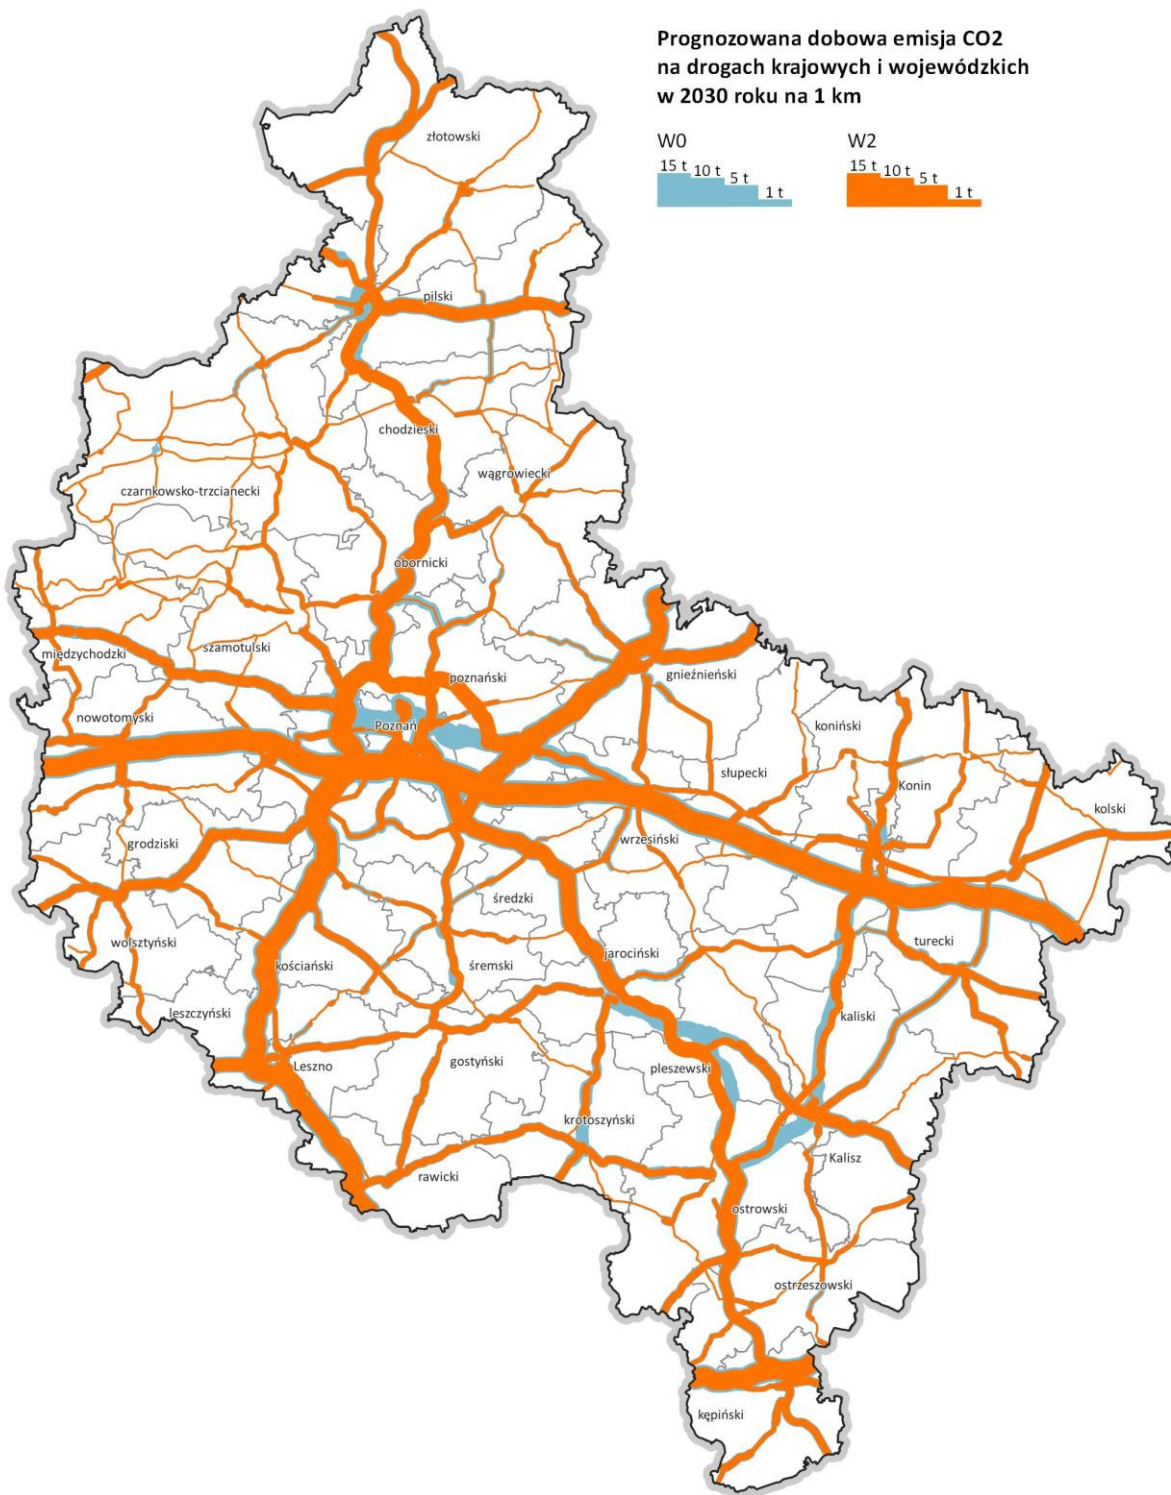 Prognozowana dobowa emisja CO2
na drogach krajowych i wojewódzkich
w 2030 roku na 1 km
W0
15 t 10 t 5 t 1 t
W2
15 t 10 t 5 t 1 t
złotowski
pilski
chodzieski
wągrowiecki
czarnkowsko-trzcianecki
obornicki
międzychodzki
szamotulski
poznański
gnieźnieński
nowotomyski
Poznań
koniński
słupecki
Konin
kolski
grodziski
wrzesiński
średzki
wolsztyński
kościański
śremski
jarociński
turecki
leszczyński
kaliski
Leszno
gostyński
pleszewski
krotoszyński
Kalisz
rawicki
ostrowski
ostrzeszowski
kępiński